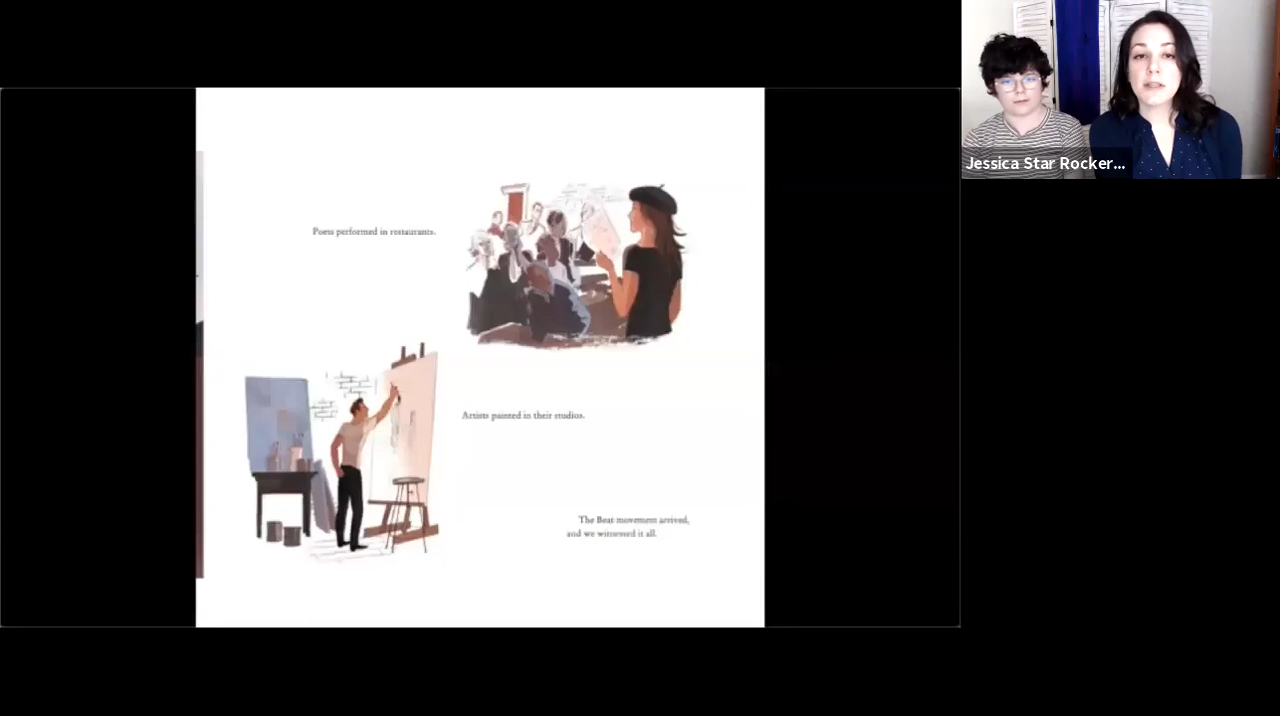 Jessica Star Rocker...
Poets performed in restaurants.
Artists painted in their studios.
The Beat movement arrived,
and we witnessed it all.